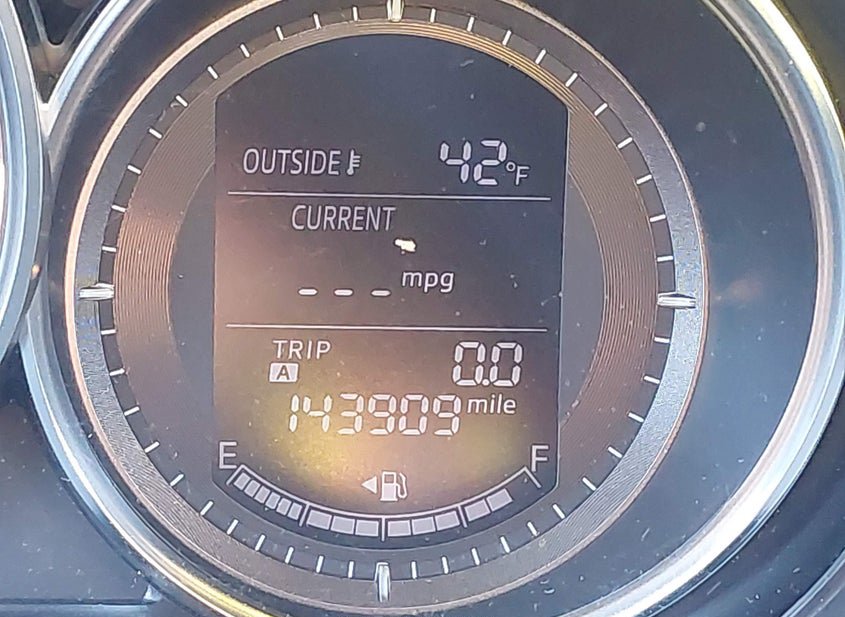 OUTSIDE 42°F
CURRENT
--- mpg
TRIP
A 0.0
143909 mile
E F